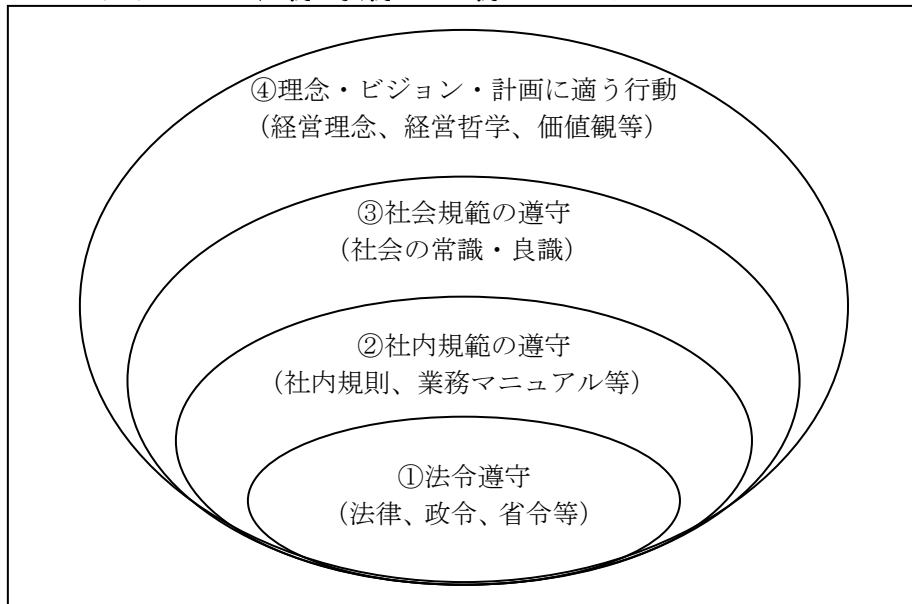 ④理念・ビジョン・計画に適う行動
（経営理念、経営哲学、価値観等）
③社会規範の遵守
（社会の常識・良識）
②社内規範の遵守
（社内規則、業務マニュアル等）
①法令遵守
（法律、政令、省令等）